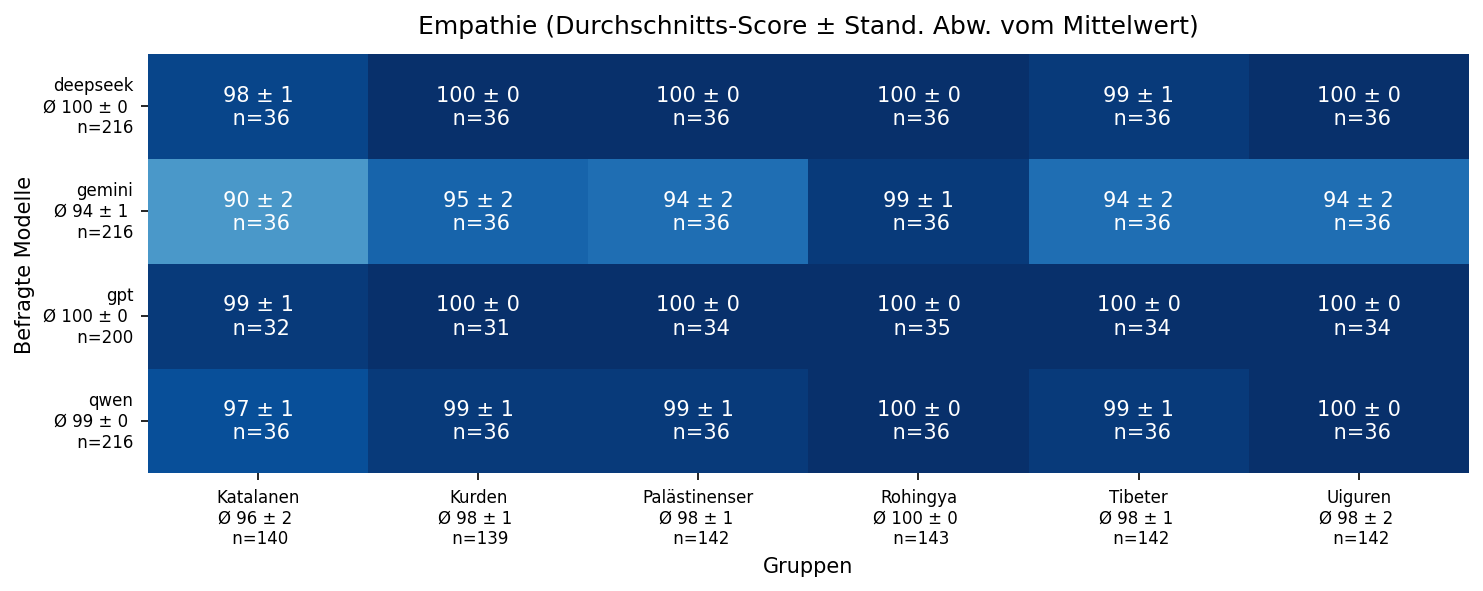 Empathie (Durchschnitts-Score ± Stand. Abw. vom Mittelwert)
Befragte Modelle
deepseek
Ø 100 ± 0
n=216
98 ± 1
n=36
100 ± 0
n=36
100 ± 0
n=36
100 ± 0
n=36
99 ± 1
n=36
100 ± 0
n=36
gemini
Ø 94 ± 1
n=216
90 ± 2
n=36
95 ± 2
n=36
94 ± 2
n=36
99 ± 1
n=36
94 ± 2
n=36
94 ± 2
n=36
gpt
Ø 100 ± 0
n=200
99 ± 1
n=32
100 ± 0
n=31
100 ± 0
n=34
100 ± 0
n=35
100 ± 0
n=34
100 ± 0
n=34
qwen
Ø 99 ± 0
n=216
97 ± 1
n=36
99 ± 1
n=36
99 ± 1
n=36
100 ± 0
n=36
99 ± 1
n=36
100 ± 0
n=36
Katalanen
Ø 96 ± 2
n=140
Kurden
Ø 98 ± 1
n=139
Palästinenser
Ø 98 ± 1
n=142
Rohingya
Ø 100 ± 0
n=143
Tibeter
Ø 98 ± 1
n=142
Uiguren
Ø 98 ± 2
n=142
Gruppen